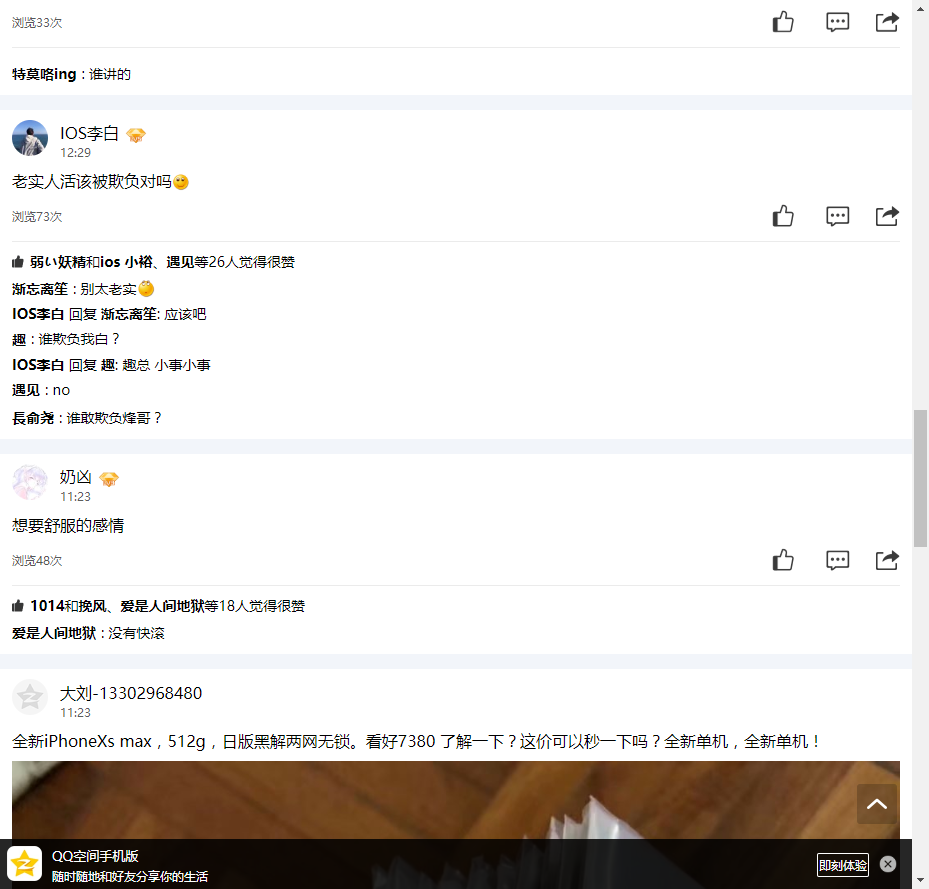 浏览33次
特莫咯ing : 谁讲的
IOS李白
12:29
老实人活该被欺负对吗
浏览73次
弱い妖精和ios 小裕、遇见等26人觉得很赞
渐忘离笙 : 别太老实
IOS李白 回复 渐忘离笙: 应该吧
趣 : 谁欺负我白？
IOS李白 回复 趣: 趣总 小事小事
遇见 : no
長俞尧 : 谁敢欺负烽哥？
奶凶
11:23
想要舒服的感情
浏览48次
1014和挽风、爱是人间地狱等18人觉得很赞
爱是人间地狱 : 没有快滚
大刘-13302968480
11:23
全新iPhoneXs max，512g，日版黑解两网无锁。看好7380 了解一下？这价可以秒一下吗？全新单机，全新单机！
QQ空间手机版
随时随地和好友分享你的生活
即刻体验